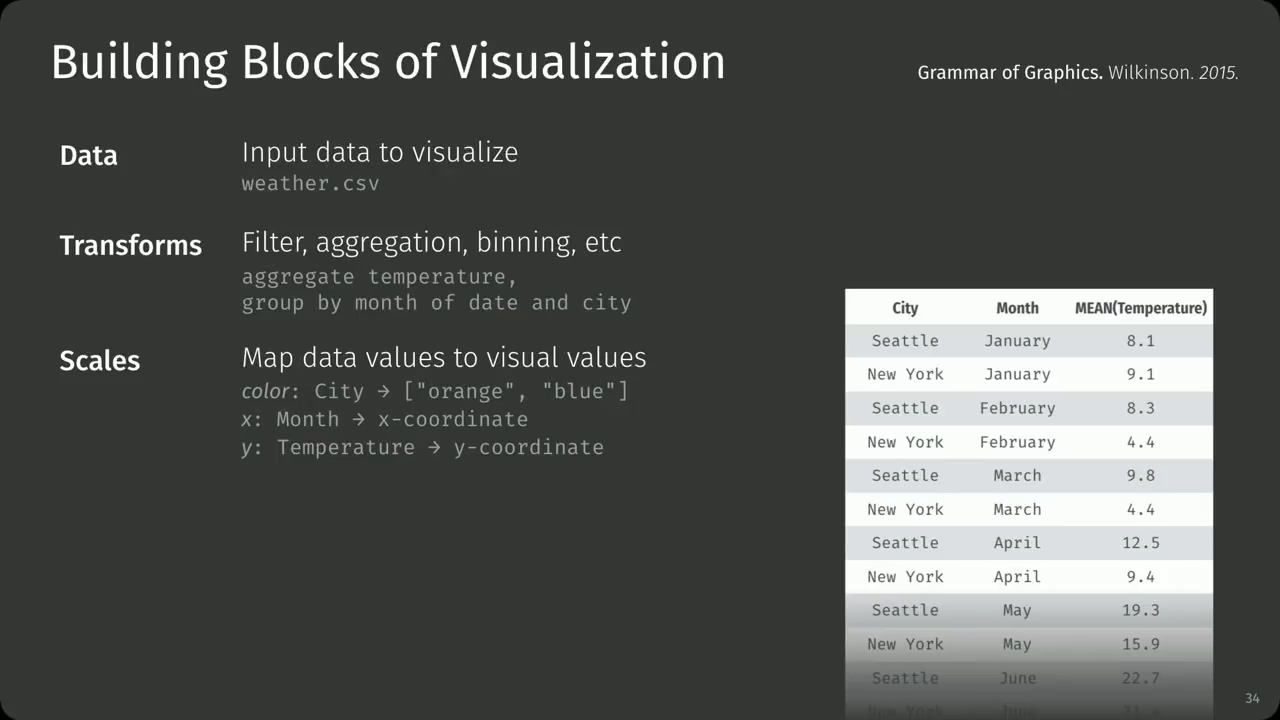 Building Blocks of Visualization
Grammar of Graphics. Wilkinson. 2015.
Data
Input data to visualize
weather.csv
Transforms
Filter, aggregation, binning, etc
aggregate temperature,
group by month of date and city
Scales
Map data values to visual values
color: City → ["orange", "blue"]
x: Month → x-coordinate
y: Temperature → y-coordinate
City Month MEAN(Temperature)
Seattle January 8.1
New York January 9.1
Seattle February 8.3
New York February 4.4
Seattle March 9.8
New York March 4.4
Seattle April 12.5
New York April 9.4
Seattle May 19.3
New York May 15.9
Seattle June 22.7
New York June
34